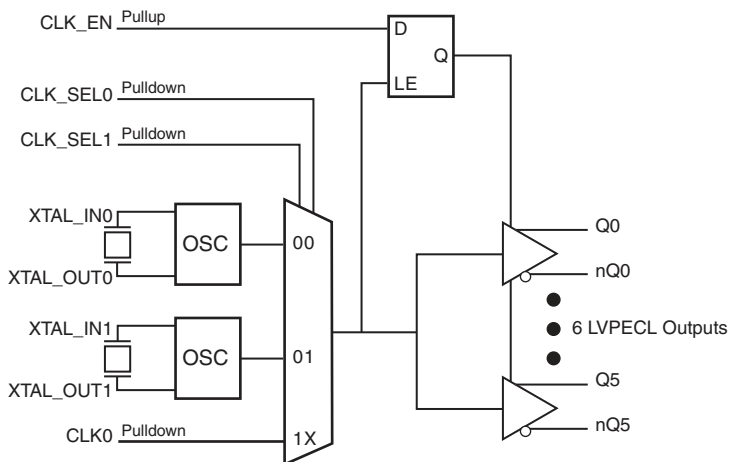 CLK_EN Pullup
D
Q
LE
CLK_SEL0 Pulldown
CLK_SEL1 Pulldown
XTAL_IN0
OSC
00
XTAL_OUT0
Q0
nQ0
6 LVPECL Outputs
XTAL_IN1
OSC
01
XTAL_OUT1
Q5
nQ5
CLK0 Pulldown
1X